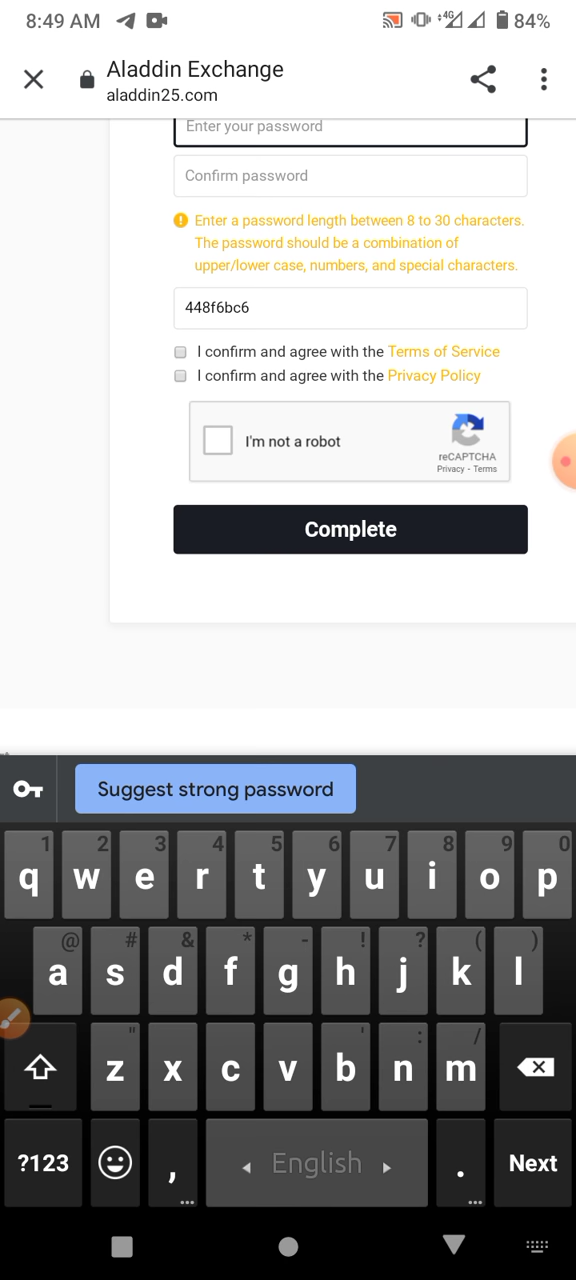 8:49 AM 4G 84%
Aladdin Exchange
aladdin25.com
Enter your password
Confirm password
Enter a password length between 8 to 30 characters.
The password should be a combination of
upper/lower case, numbers, and special characters.
448f6bc6
I confirm and agree with the Terms of Service
I confirm and agree with the Privacy Policy
I'm not a robot
reCAPTCHA
Privacy - Terms
Complete
Suggest strong password
1 2 3 4 5 6 7 8 9 0
q w e r t y u i o p
@ # & * - ! ? ( )
a s d f g h j k l
" ' : /
z x c v b n m
?123 , English . Next